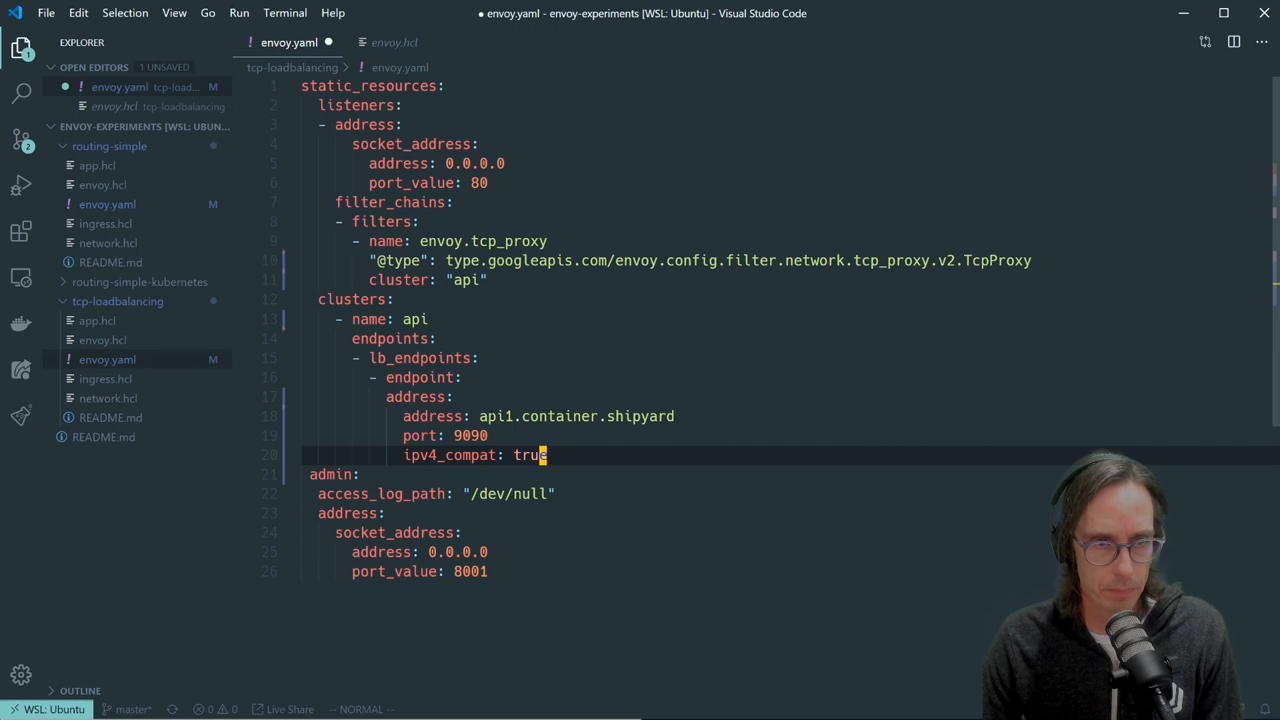 File Edit Selection View Go Run Terminal Help
● envoy.yaml - envoy-experiments [WSL: Ubuntu] - Visual Studio Code
EXPLORER
OPEN EDITORS 1 UNSAVED
! envoy.yaml tcp-load... M
envoy.hcl tcp-loadbalancing
ENVOY-EXPERIMENTS [WSL: UBUN...
routing-simple
app.hcl
envoy.hcl
! envoy.yaml M
ingress.hcl
network.hcl
README.md
routing-simple-kubernetes
tcp-loadbalancing
app.hcl
envoy.hcl
! envoy.yaml M
ingress.hcl
network.hcl
README.md
README.md
OUTLINE
1
2
! envoy.yaml ● envoy.hcl
tcp-loadbalancing > ! envoy.yaml
1 static_resources:
2   listeners:
3   - address:
4       socket_address:
5         address: 0.0.0.0
6         port_value: 80
7     filter_chains:
8     - filters:
9       - name: envoy.tcp_proxy
10         "@type": type.googleapis.com/envoy.config.filter.network.tcp_proxy.v2.TcpProxy
11         cluster: "api"
12   clusters:
13     - name: api
14       endpoints:
15       - lb_endpoints:
16         - endpoint:
17           address:
18             address: api1.container.shipyard
19             port: 9090
20             ipv4_compat: true
21  admin:
22   access_log_path: "/dev/null"
23   address:
24     socket_address:
25       address: 0.0.0.0
26       port_value: 8001
WSL: Ubuntu master* 0 0 Live Share -- NORMAL --